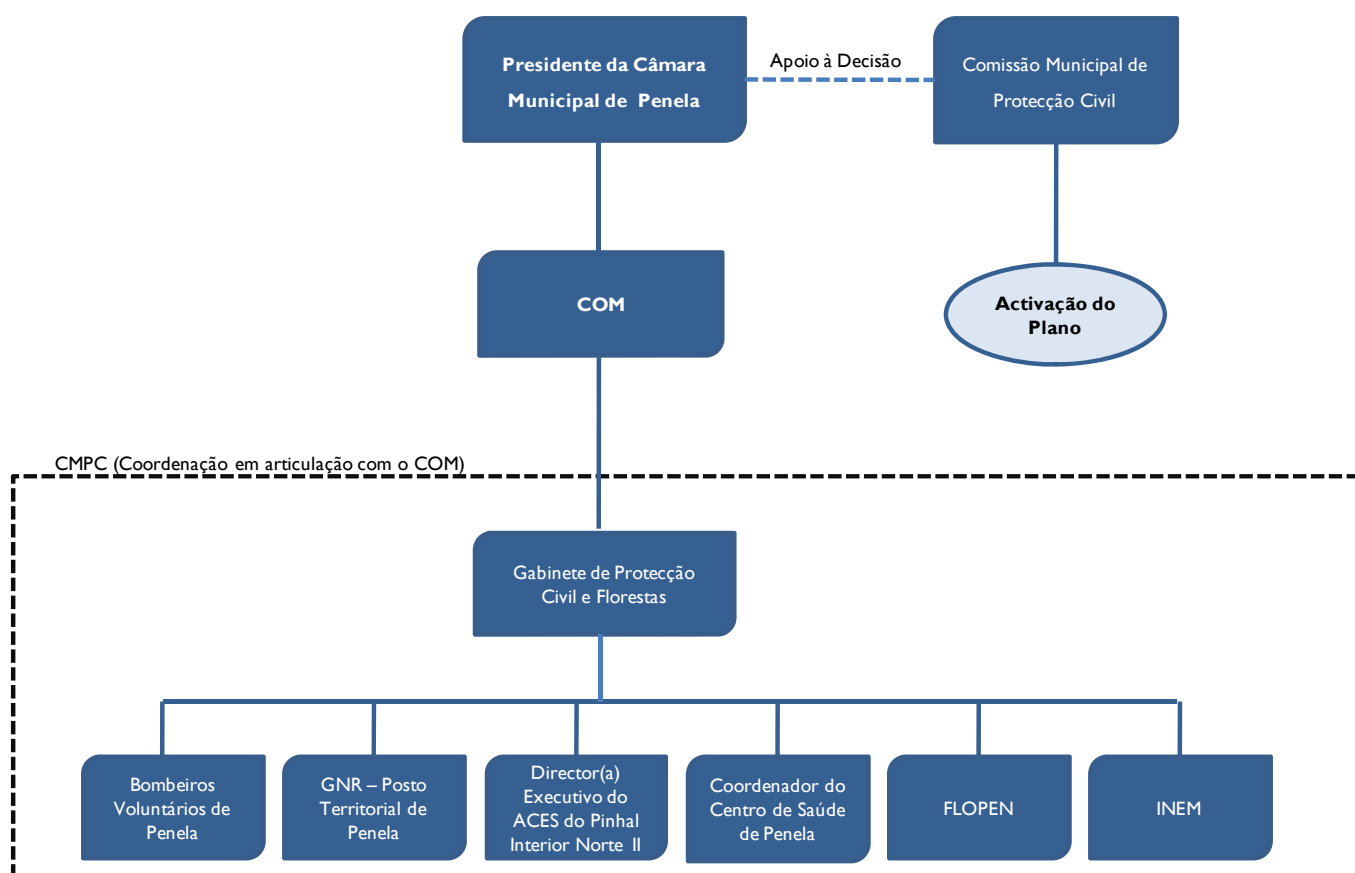 Presidente da Câmara
Municipal de Penela
Apoio à Decisão
Comissão Municipal de
Protecção Civil
COM
Activação do
Plano
CMPC (Coordenação em articulação com o COM)
Gabinete de Protecção
Civil e Florestas
Bombeiros
Voluntários de
Penela
GNR – Posto
Territorial de
Penela
Director(a)
Executivo do
ACES do Pinhal
Interior Norte II
Coordenador do
Centro de Saúde
de Penela
FLOPEN
INEM